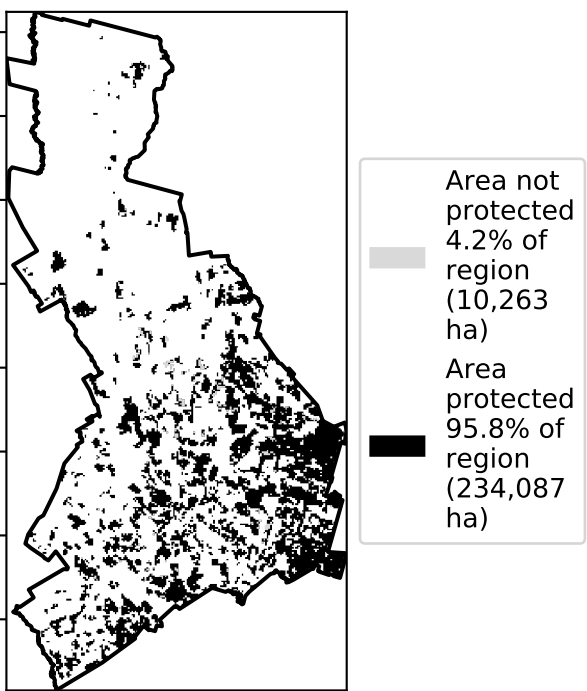 Area not
protected
4.2% of
region
(10,263
ha)
Area
protected
95.8% of
region
(234,087
ha)